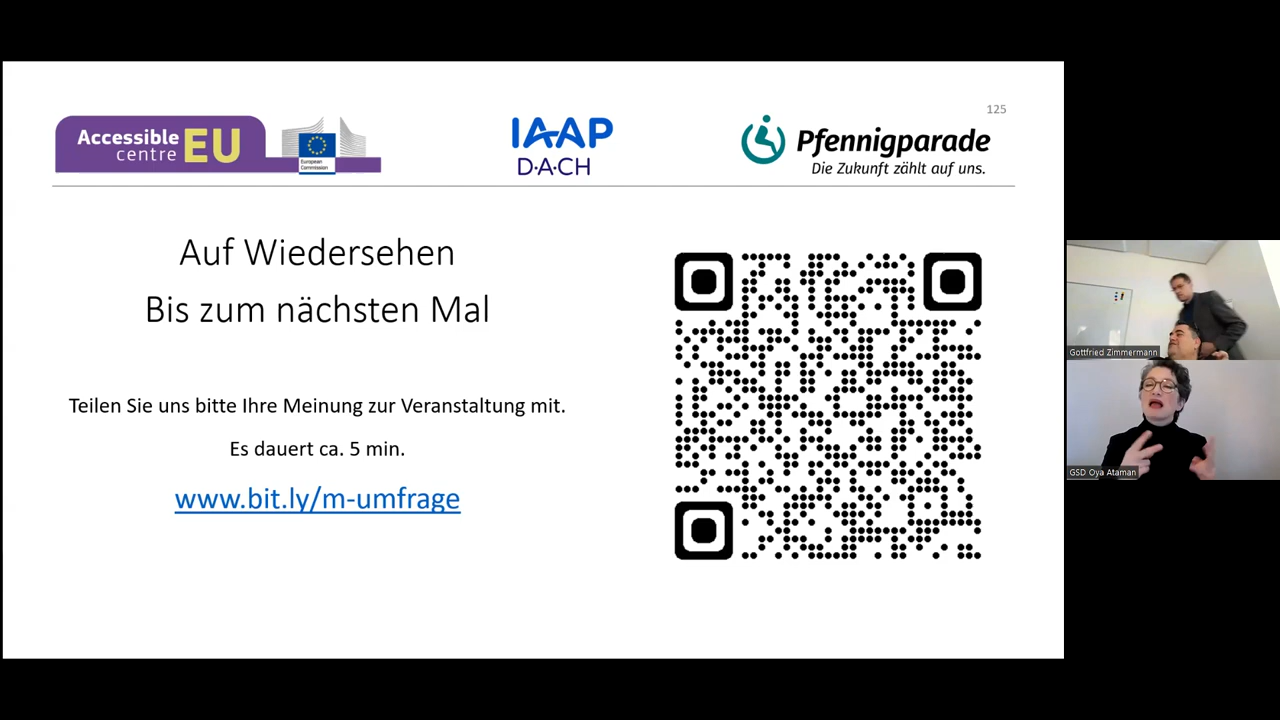 125
Accessible
centre EU
European
Commission
IAAP
D·A·CH
Pfennigparade
Die Zukunft zählt auf uns.
Auf Wiedersehen
Bis zum nächsten Mal
Teilen Sie uns bitte Ihre Meinung zur Veranstaltung mit.
Es dauert ca. 5 min.
www.bit.ly/m-umfrage
Gottfried Zimmermann
GSD Oya Ataman